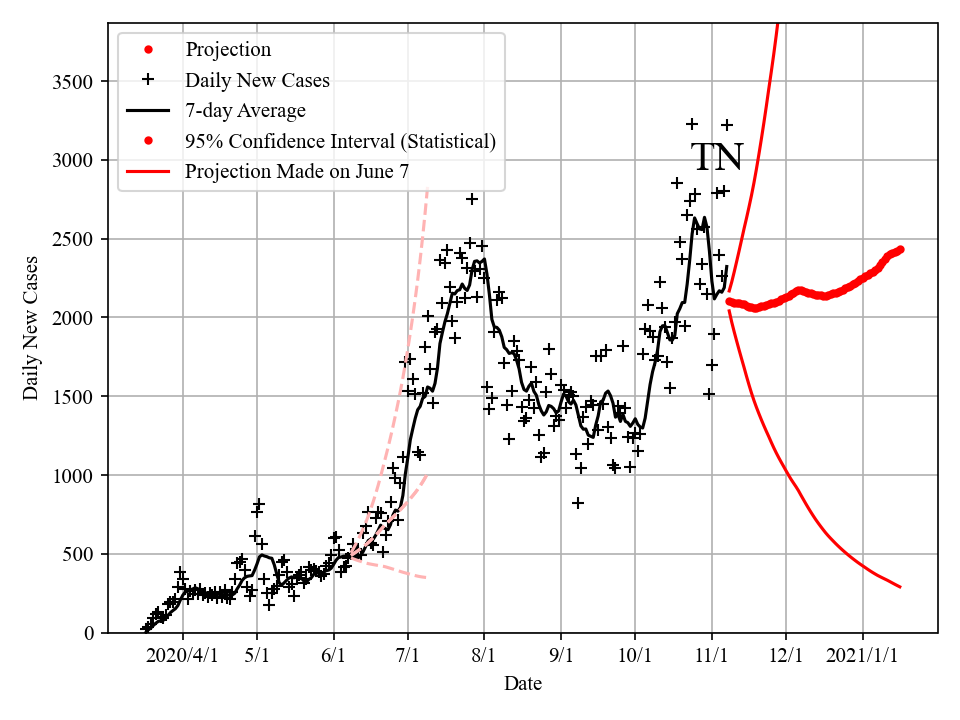 Projection
Daily New Cases
7-day Average
95% Confidence Interval (Statistical)
Projection Made on June 7
TN
3500
3000
2500
2000
1500
1000
500
0
Daily New Cases
2020/4/1 5/1 6/1 7/1 8/1 9/1 10/1 11/1 12/1 2021/1/1
Date